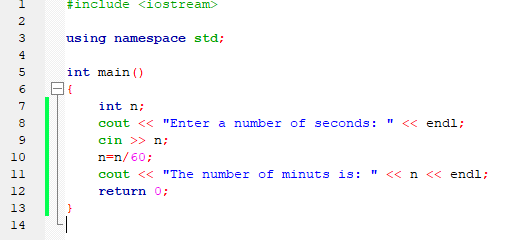 1 #include <iostream>
2
3 using namespace std;
4
5 int main()
6 {
7 int n;
8 cout << "Enter a number of seconds: " << endl;
9 cin >> n;
10 n=n/60;
11 cout << "The number of minuts is: " << n << endl;
12 return 0;
13 }
14